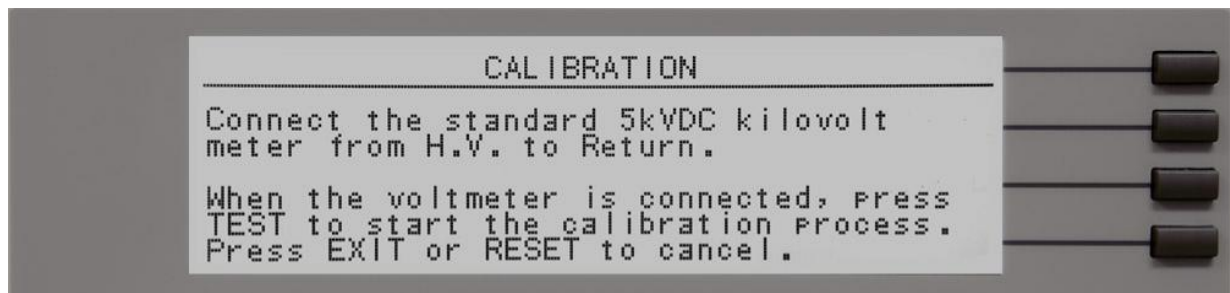 CALIBRATION
Connect the standard 5kVDC kilovolt
meter from H.V. to Return.
When the voltmeter is connected, press
TEST to start the calibration process.
Press EXIT or RESET to cancel.